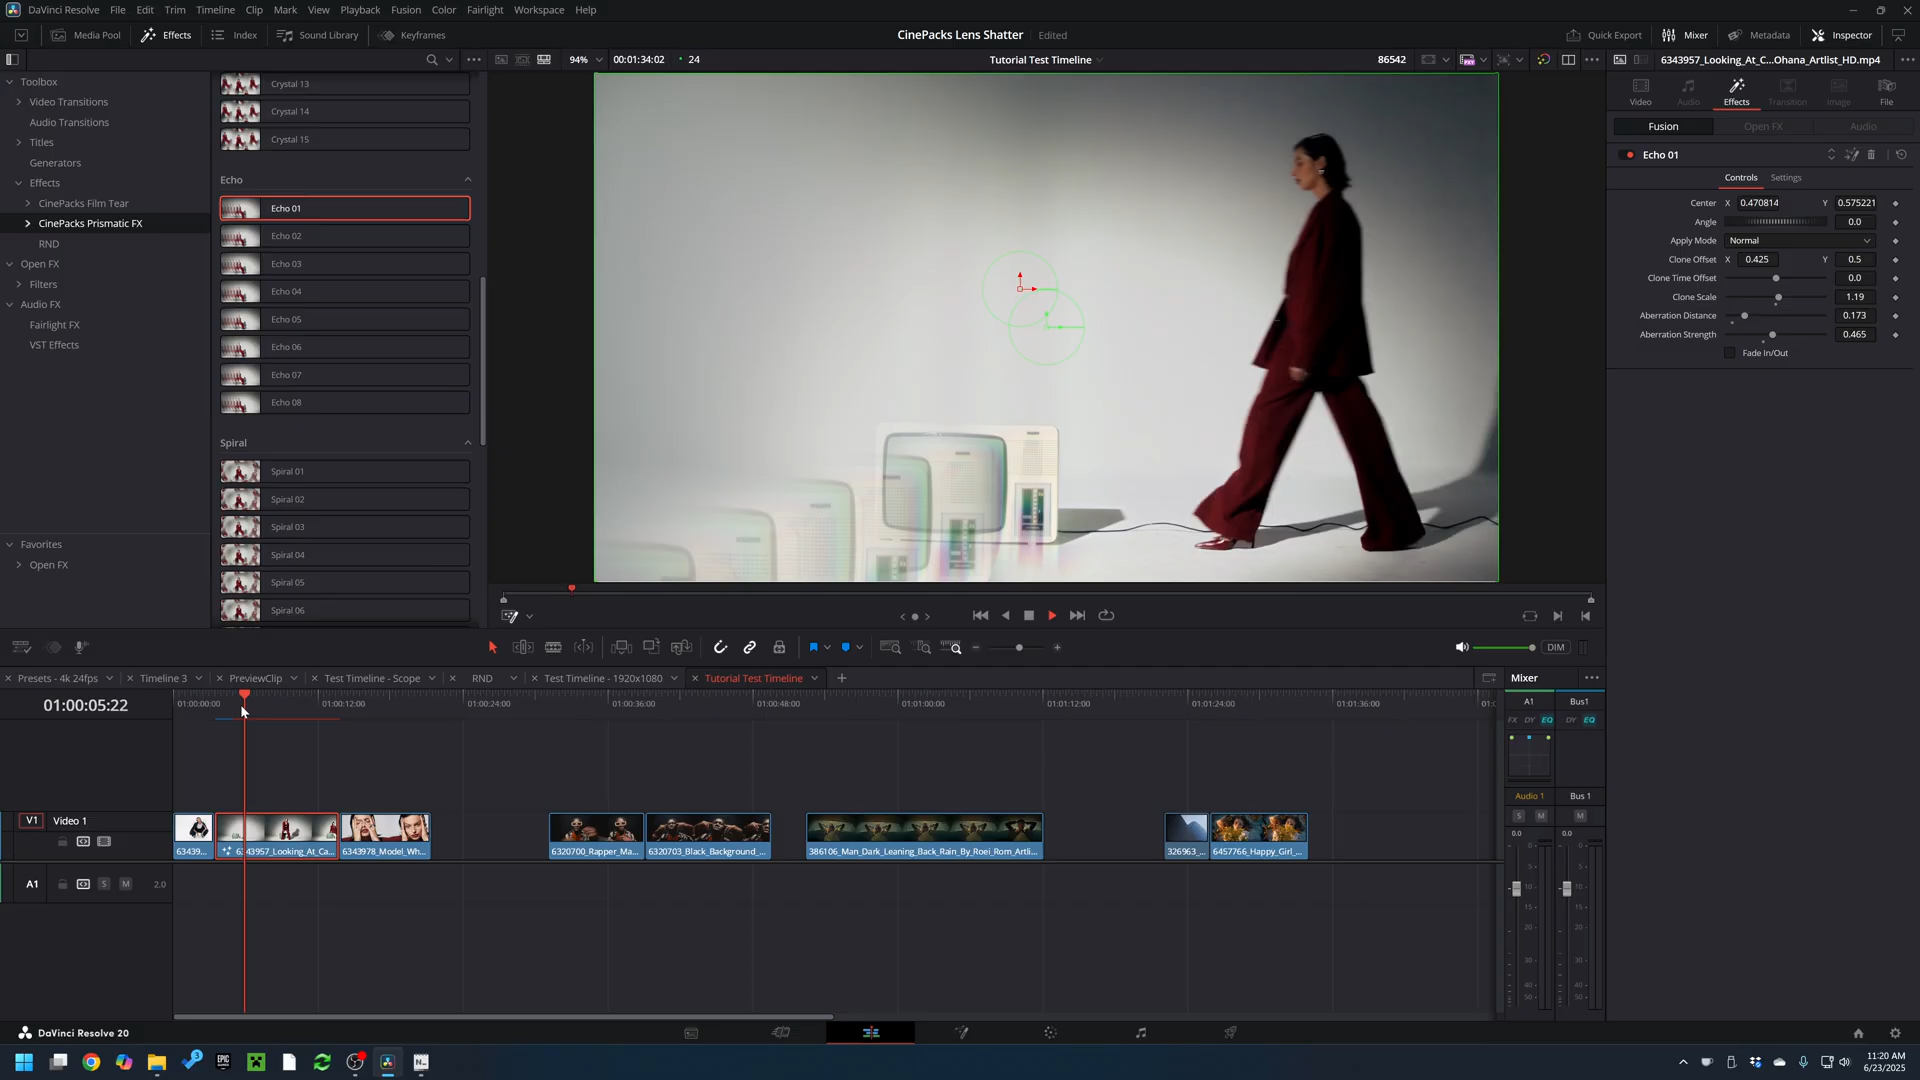 DaVinci Resolve File Edit Trim Timeline Clip Mark View Playback Fusion Color Fairlight Workspace Help
Media Pool Effects Index Sound Library Keyframes
CinePacks Lens Shatter Edited
Quick Export Mixer Metadata Inspector
94% 00:01:34:02 24 Tutorial Test Timeline 86542
6343957_Looking_At_C...Ohana_Artlist_HD.mp4
Toolbox
Video Transitions
Audio Transitions
Titles
Generators
Effects
CinePacks Film Tear
CinePacks Prismatic FX
RND
Open FX
Filters
Audio FX
Fairlight FX
VST Effects
Favorites
Open FX
Crystal 13
Crystal 14
Crystal 15
Echo
Echo 01
Echo 02
Echo 03
Echo 04
Echo 05
Echo 06
Echo 07
Echo 08
Spiral
Spiral 01
Spiral 02
Spiral 03
Spiral 04
Spiral 05
Spiral 06
Video Audio Effects Transition Image File
Fusion Open FX Audio
Echo 01
Controls Settings
Center X 0.470814 Y 0.575221
Angle 0.0
Apply Mode Normal
Clone Offset X 0.425 Y 0.5
Clone Time Offset 0.0
Clone Scale 1.19
Aberration Distance 0.173
Aberration Strength 0.465
Fade In/Out
DIM
Presets - 4k 24fps Timeline 3 PreviewClip Test Timeline - Scope RND Test Timeline - 1920x1080 Tutorial Test Timeline
01:00:05:22
01:00:00:00 01:00:12:00 01:00:24:00 01:00:36:00 01:00:48:00 01:01:00:00 01:01:12:00 01:01:24:00 01:01:36:00
V1 Video 1
63439... 6343957_Looking_At_Ca... 6343978_Model_Wh... 6320700_Rapper_Ma... 6320703_Black_Background_... 386106_Man_Dark_Leaning_Back_Rain_By_Roei_Rom_Artli... 326963_... 6457766_Happy_Girl_...
A1 S M 2.0
Mixer
A1 Bus1
FX DY EQ DY EQ
Audio 1 Bus 1
S M M
0.0 0.0
DaVinci Resolve 20
11:20 AM
6/23/2025